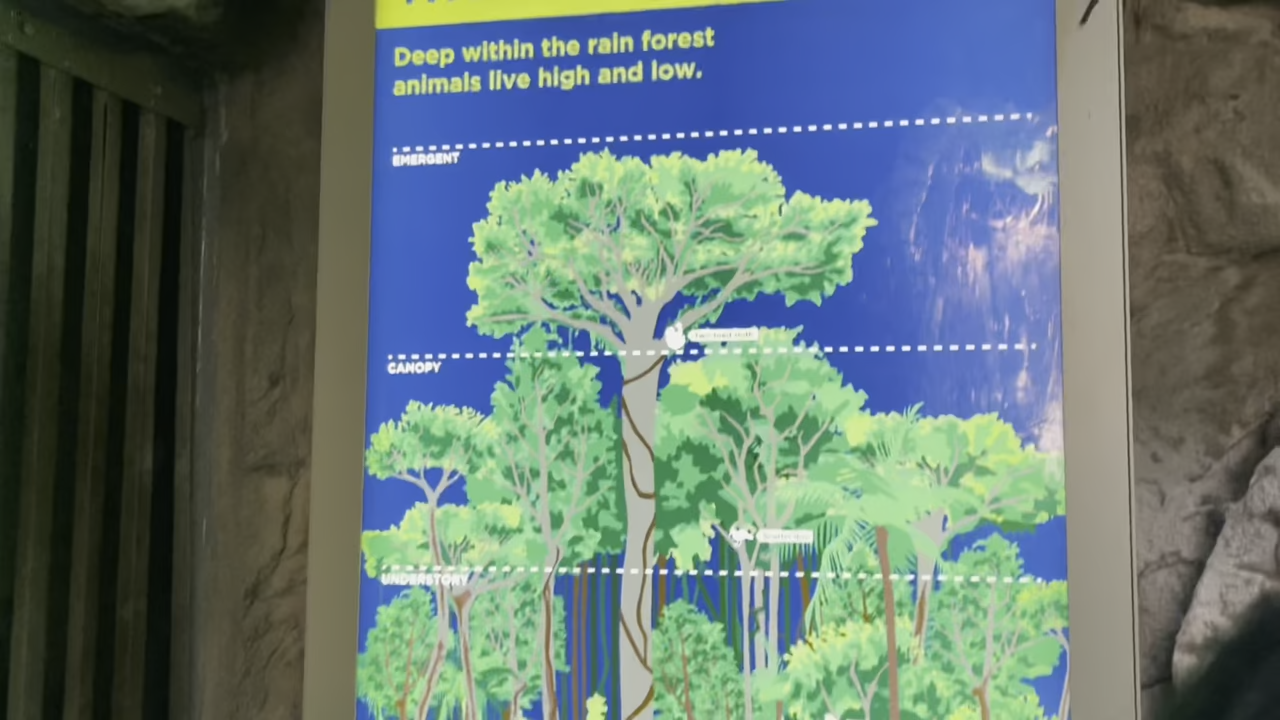 Deep within the rain forest
animals live high and low.
EMERGENT
CANOPY
UNDERSTORY